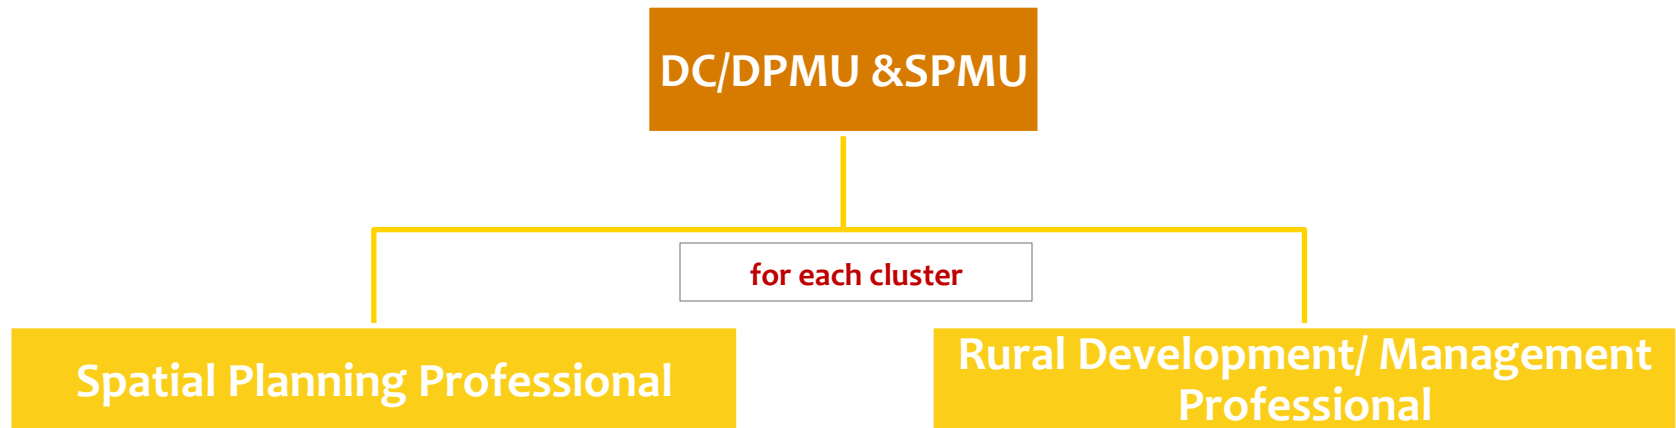 DC/DPMU &SPMU
for each cluster
Spatial Planning Professional
Rural Development/ Management
Professional